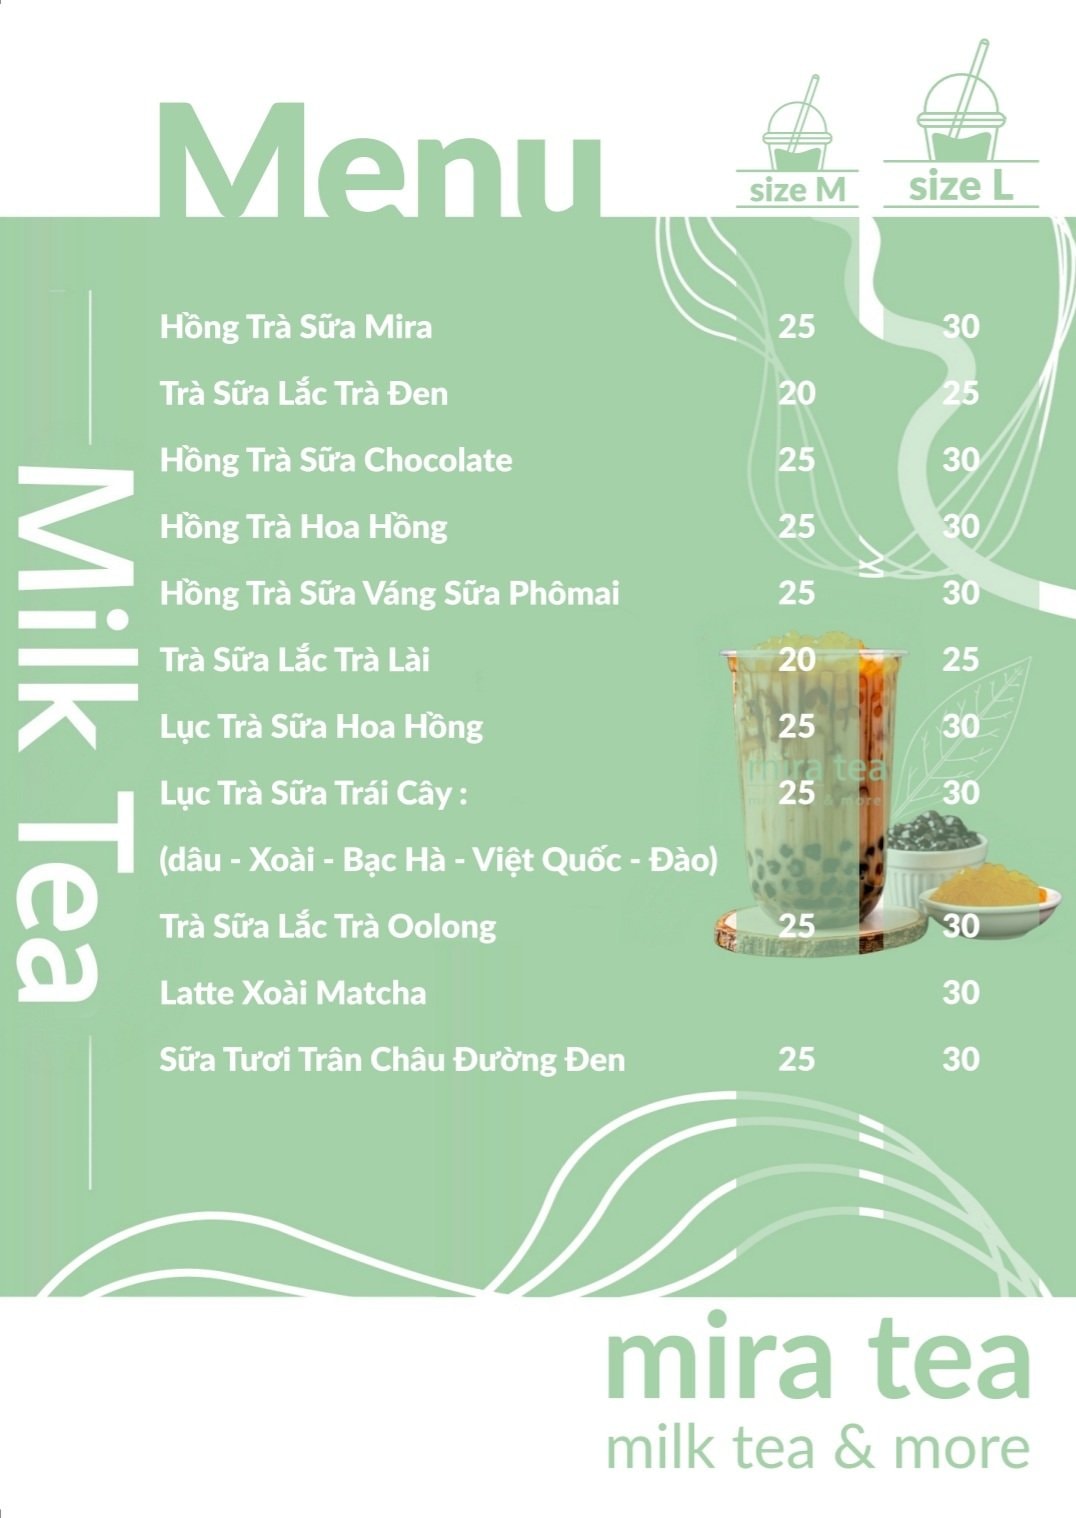 Menu
size M size L
Milk Tea
Hồng Trà Sữa Mira 25 30
Trà Sữa Lắc Trà Đen 20 25
Hồng Trà Sữa Chocolate 25 30
Hồng Trà Hoa Hồng 25 30
Hồng Trà Sữa Váng Sữa Phômai 25 30
Trà Sữa Lắc Trà Lài 20 25
Lục Trà Sữa Hoa Hồng 25 30
mira tea
Lục Trà Sữa Trái Cây : 25 30
& more
(dâu - Xoài - Bạc Hà - Việt Quốc - Đào)
Trà Sữa Lắc Trà Oolong 25 30
Latte Xoài Matcha 30
Sữa Tươi Trân Châu Đường Đen 25 30
mira tea
milk tea & more